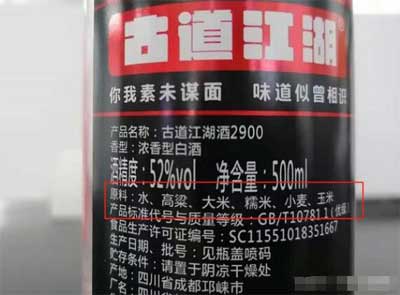 古道江湖
你我素未谋面 味道似曾相识
产品名称：古道江湖酒2900
香型：浓香型白酒
酒精度：52%vol 净含量：500ml
原料：水、高粱、大米、糯米、小麦、玉米
产品标准代号与质量等级：GB/T10781.1（优级）
食品生产许可证编号：SC11551018351667
生产日期、批号：见瓶盖喷码
贮存条件：请置于阴凉干燥处
产地：四川省成都邛崃市